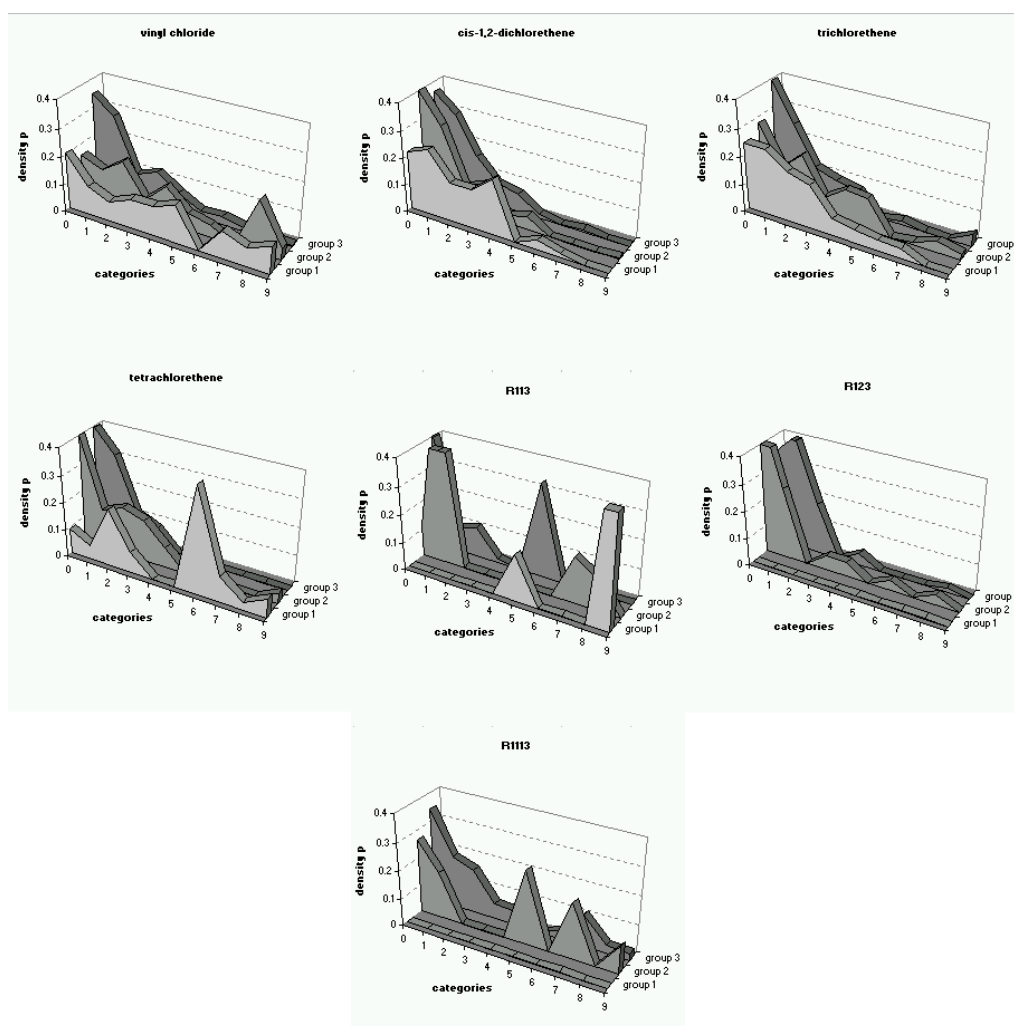 vinyl chloride
0.4
0.3
0.2
0.1
0
density p
0 1 2 3 4 5 6 7 8 9
categories
group 3
group 2
group 1
cis-1,2-dichlorethene
0.4
0.3
0.2
0.1
0
density p
0 1 2 3 4 5 6 7 8 9
categories
group 3
group 2
group 1
trichlorethene
0.4
0.3
0.2
0.1
0
density p
0 1 2 3 4 5 6 7 8 9
categories
group
group 2
group 1
tetrachlorethene
0.4
0.3
0.2
0.1
0
density p
0 1 2 3 4 5 6 7 8 9
categories
group 3
group 2
group 1
R113
0.4
0.3
0.2
0.1
0
density p
0 1 2 3 4 5 6 7 8 9
categories
group 3
group 2
group 1
R123
0.4
0.3
0.2
0.1
0
density p
0 1 2 3 4 5 6 7 8 9
categories
group
group 2
group 1
R1113
0.4
0.3
0.2
0.1
0
density p
0 1 2 3 4 5 6 7 8 9
categories
group 3
group 2
group 1